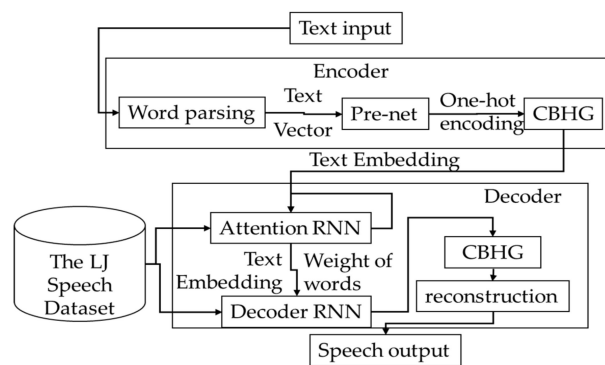 Text input
Encoder
Word parsing
Text
Vector
Pre-net
One-hot
encoding
CBHG
Text Embedding
Decoder
The LJ
Speech
Dataset
Attention RNN
Text
Embedding
Weight of
words
Decoder RNN
CBHG
reconstruction
Speech output